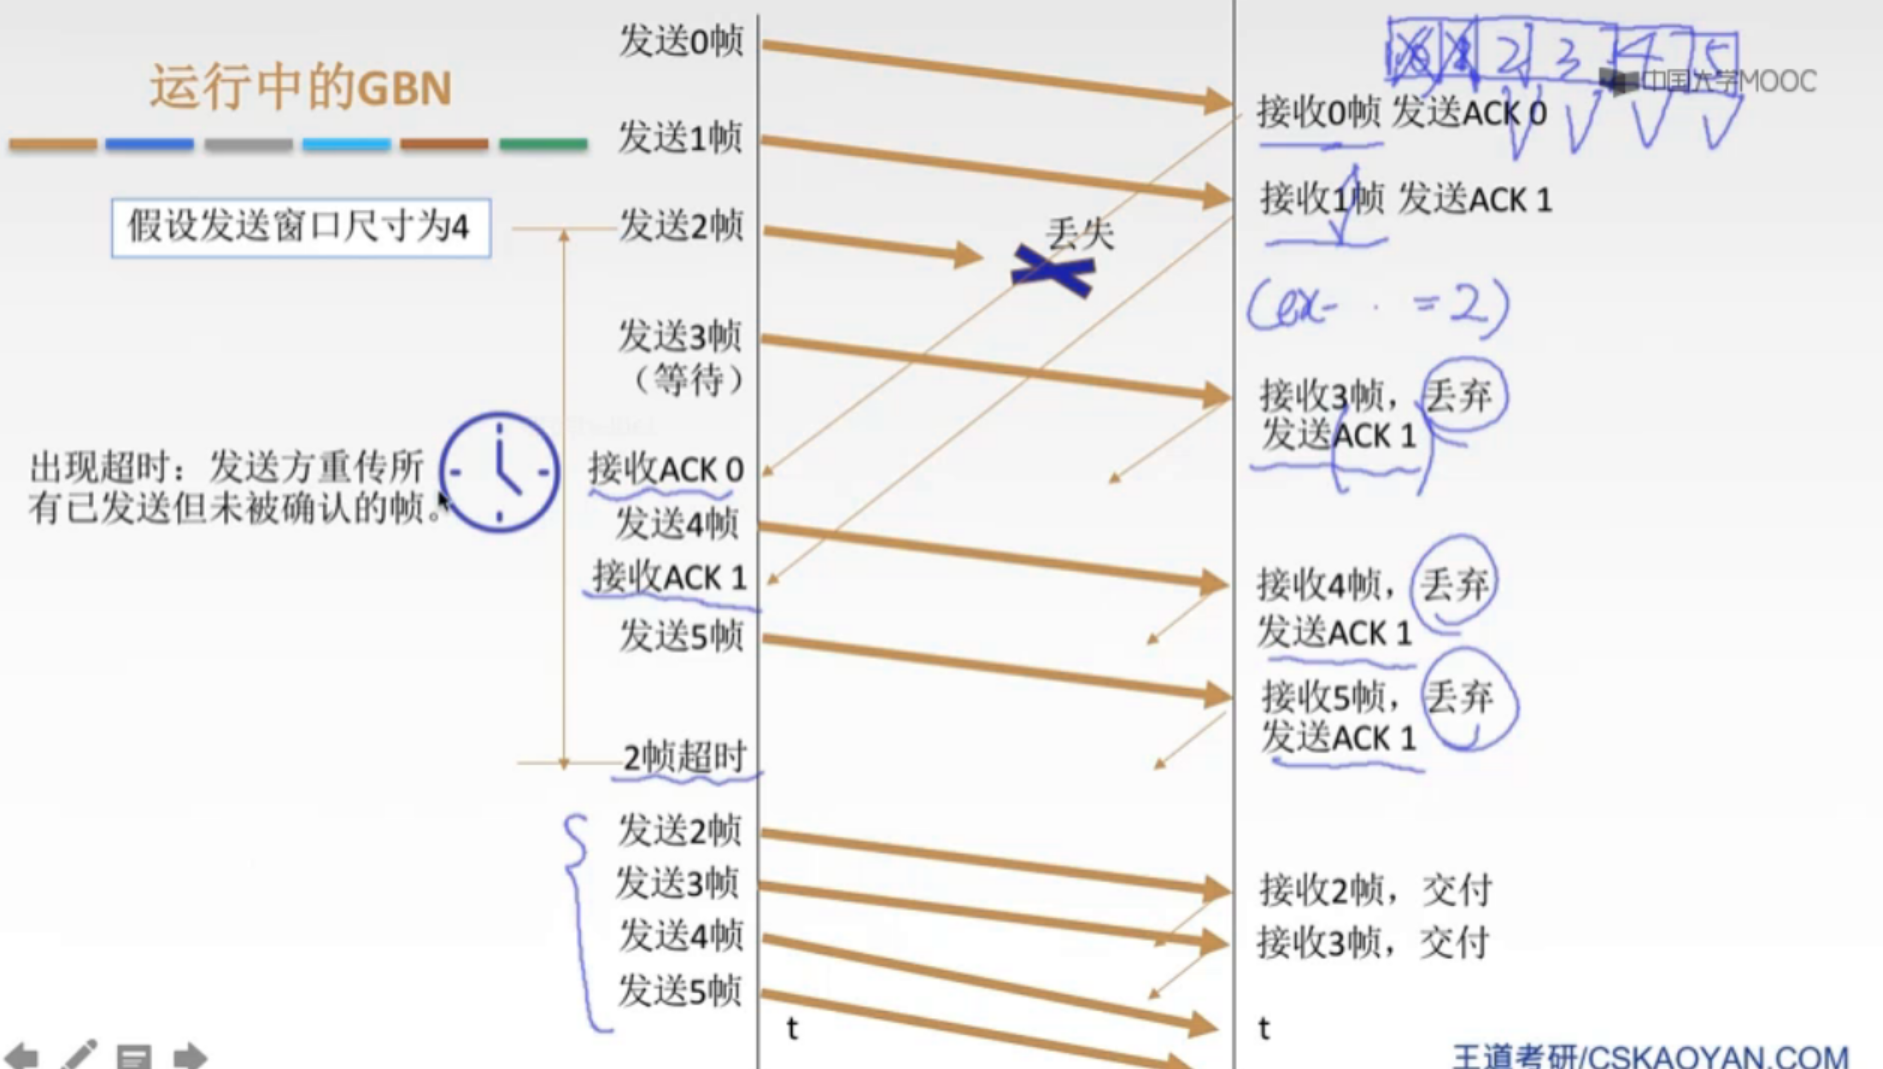 运行中的GBN
假设发送窗口尺寸为4
出现超时：发送方重传所
有已发送但未被确认的帧。
发送0帧
发送1帧
发送2帧
发送3帧
（等待）
接收ACK 0
发送4帧
接收ACK 1
发送5帧
2帧超时
发送2帧
发送3帧
发送4帧
发送5帧
t
丢失
2 3 4 5
中国大学MOOC
接收0帧 发送ACK 0
接收1帧 发送ACK 1
(ex- · =2)
接收3帧，丢弃
发送ACK 1
接收4帧，丢弃
发送ACK 1
接收5帧，丢弃
发送ACK 1
接收2帧，交付
接收3帧，交付
t
王道考研/CSKAOYAN.COM